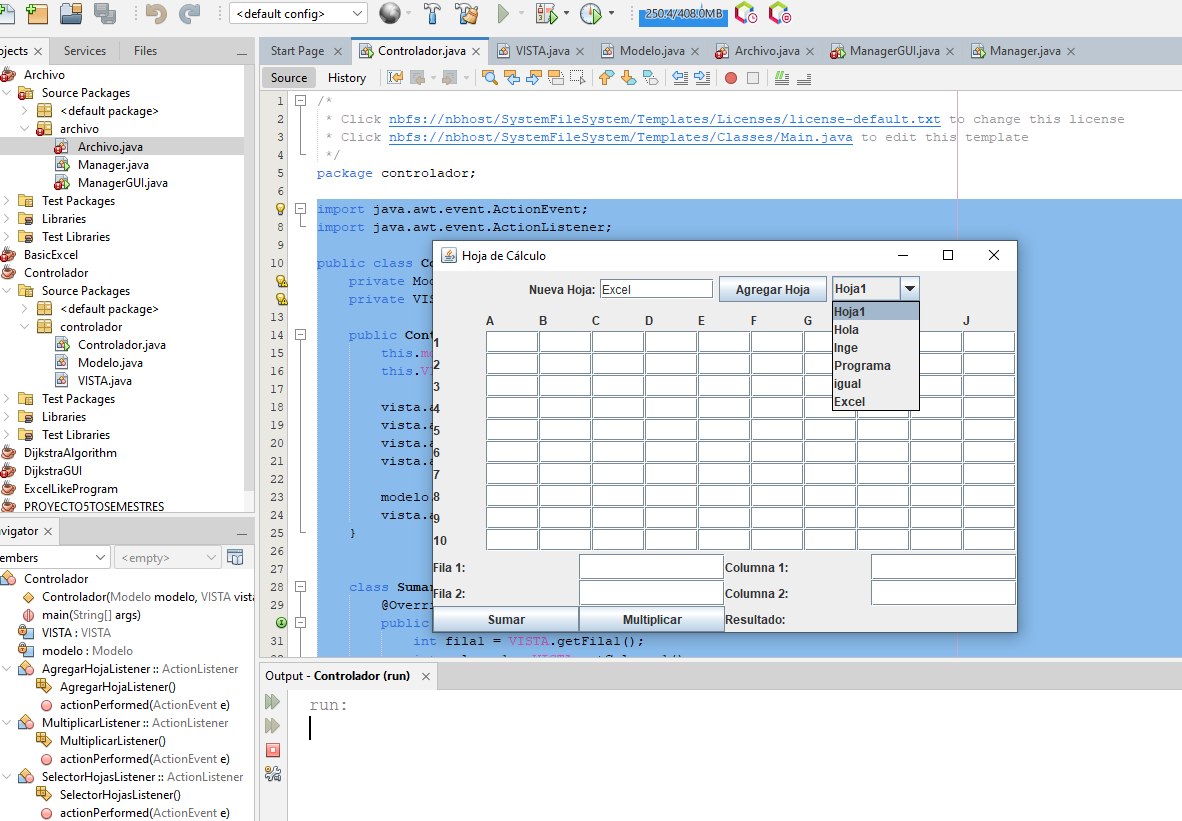 <default config>
250.4/408.0MB
ojects
Services
Files
Start Page
Controlador.java
VISTA.java
Modelo.java
Archivo.java
ManagerGUI.java
Manager.java
Source
History
Archivo
Source Packages
<default package>
archivo
Archivo.java
Manager.java
ManagerGUI.java
Test Packages
Libraries
Test Libraries
BasicExcel
Controlador
Source Packages
<default package>
controlador
Controlador.java
Modelo.java
VISTA.java
Test Packages
Libraries
Test Libraries
DijkstraAlgorithm
DijkstraGUI
ExcelLikeProgram
PROYECTO5TOSEMESTRES
avigator
embers
<empty>
Controlador
Controlador(Modelo modelo, VISTA vista
main(String[] args)
VISTA : VISTA
modelo : Modelo
AgregarHojaListener :: ActionListener
AgregarHojaListener()
actionPerformed(ActionEvent e)
MultiplicarListener :: ActionListener
MultiplicarListener()
actionPerformed(ActionEvent e)
SelectorHojasListener :: ActionListener
SelectorHojasListener()
actionPerformed(ActionEvent e)
1 /*
2 * Click nbfs://nbhost/SystemFileSystem/Templates/Licenses/license-default.txt to change this license
3 * Click nbfs://nbhost/SystemFileSystem/Templates/Classes/Main.java to edit this template
4 */
5 package controlador;
6
import java.awt.event.ActionEvent;
8 import java.awt.event.ActionListener;
9
10 public class Co
private Mod
private VIS
13
14 public Cont
15 this.mo
16 this.VI
17
18 vista.a
19 vista.a
20 vista.a
21 vista.a
22
23 modelo.
24 vista.a
25 }
26
27
28 class Sumar
29 @Overri
public
31 int fila1 = VISTA.getFila1();
Hoja de Cálculo
Nueva Hoja: Excel
Agregar Hoja
Hoja1
Hoja1
Hola
Inge
Programa
igual
Excel
A B C D E F G J
1
2
3
4
5
6
7
8
9
10
Fila 1: Columna 1:
Fila 2: Columna 2:
Sumar Multiplicar Resultado:
Output - Controlador (run)
run: